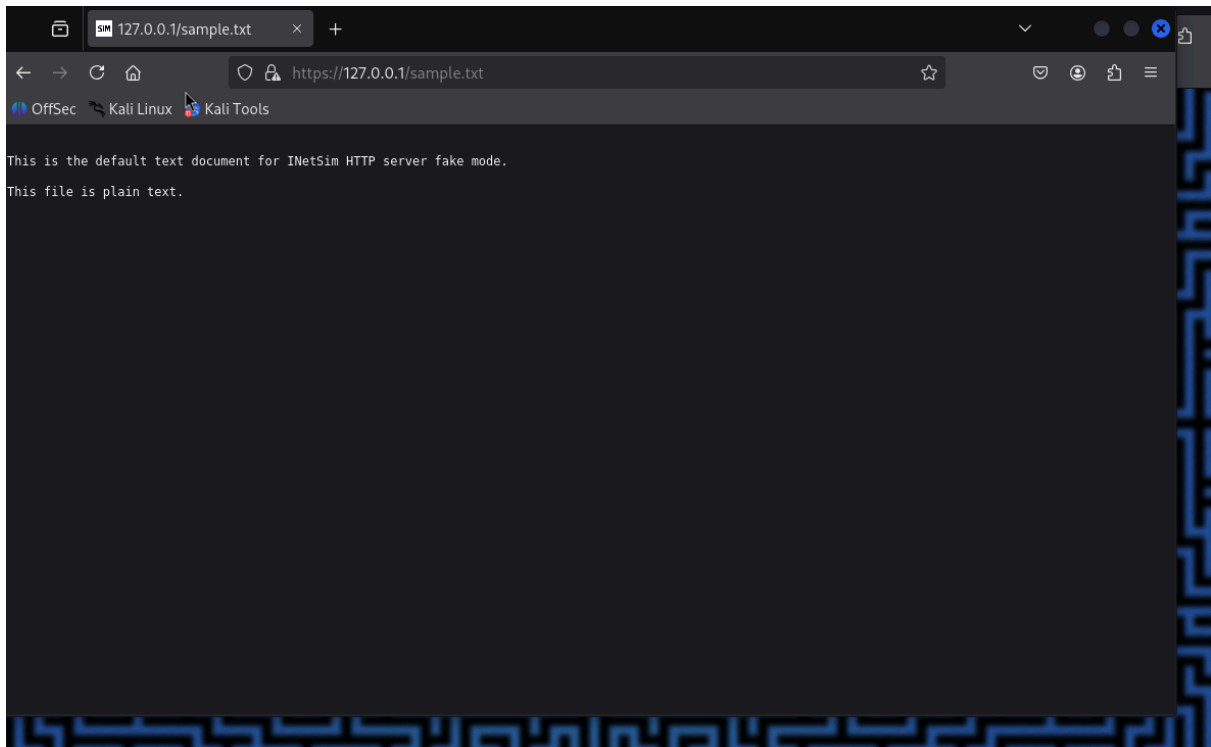 SIM 127.0.0.1/sample.txt
https://127.0.0.1/sample.txt
OffSec Kali Linux Kali Tools
This is the default text document for INetSim HTTP server fake mode.
This file is plain text.